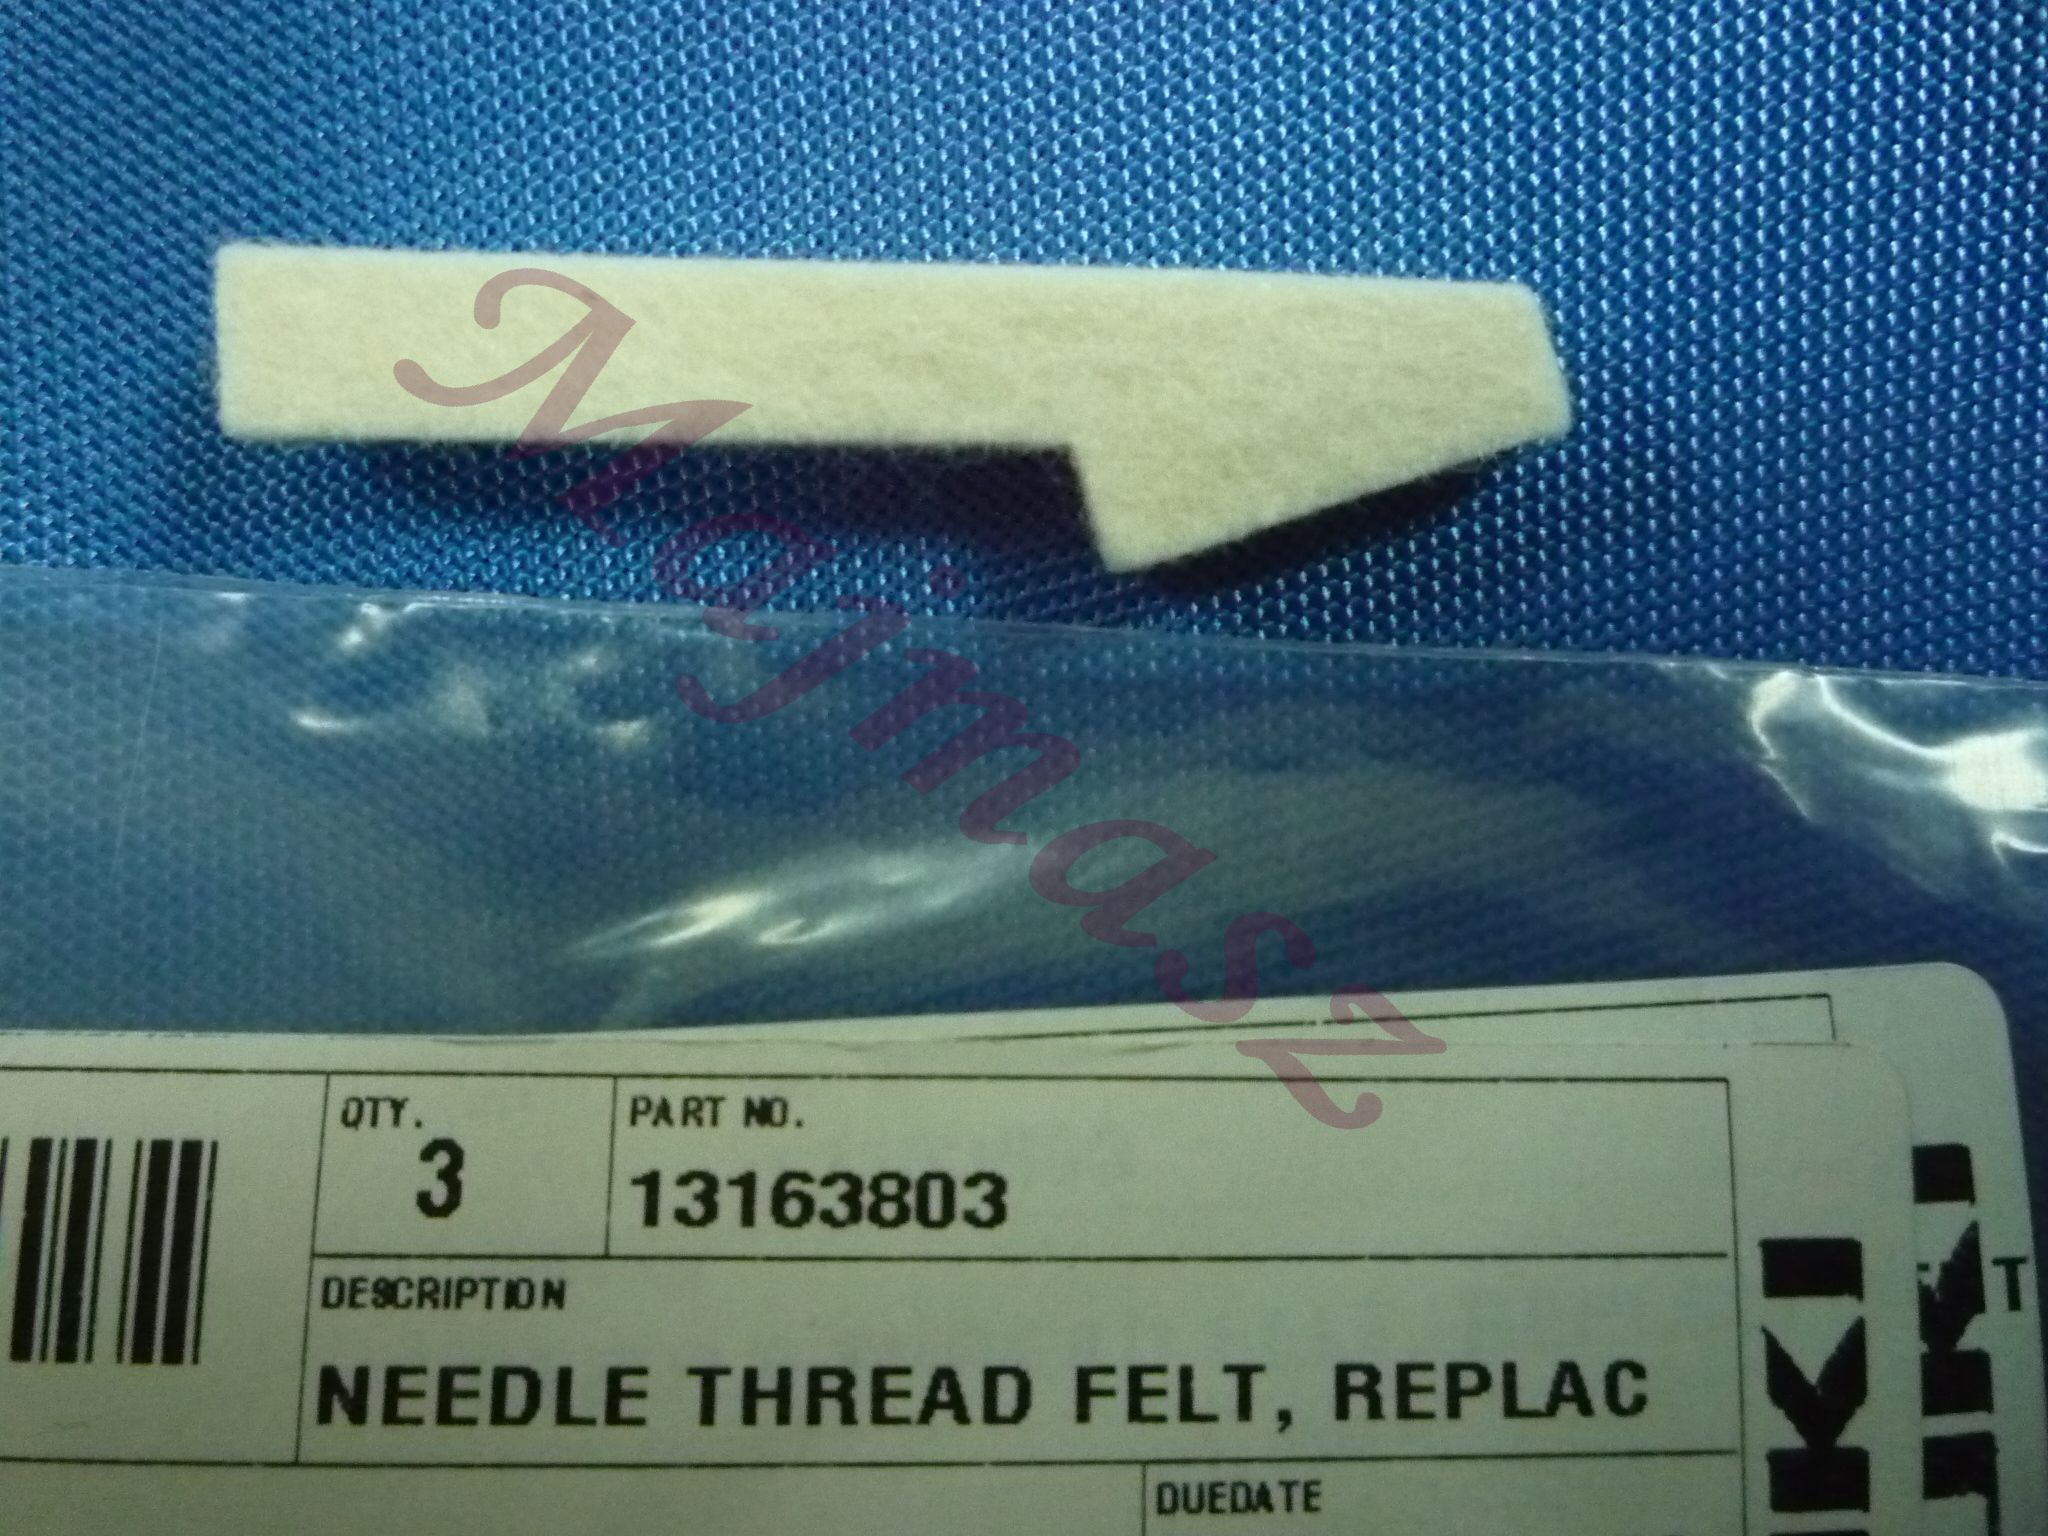 Majmasz
QTY.
3
PART NO.
13163803
DESCRIPTION
NEEDLE THREAD FELT, REPLAC
DUEDATE
T